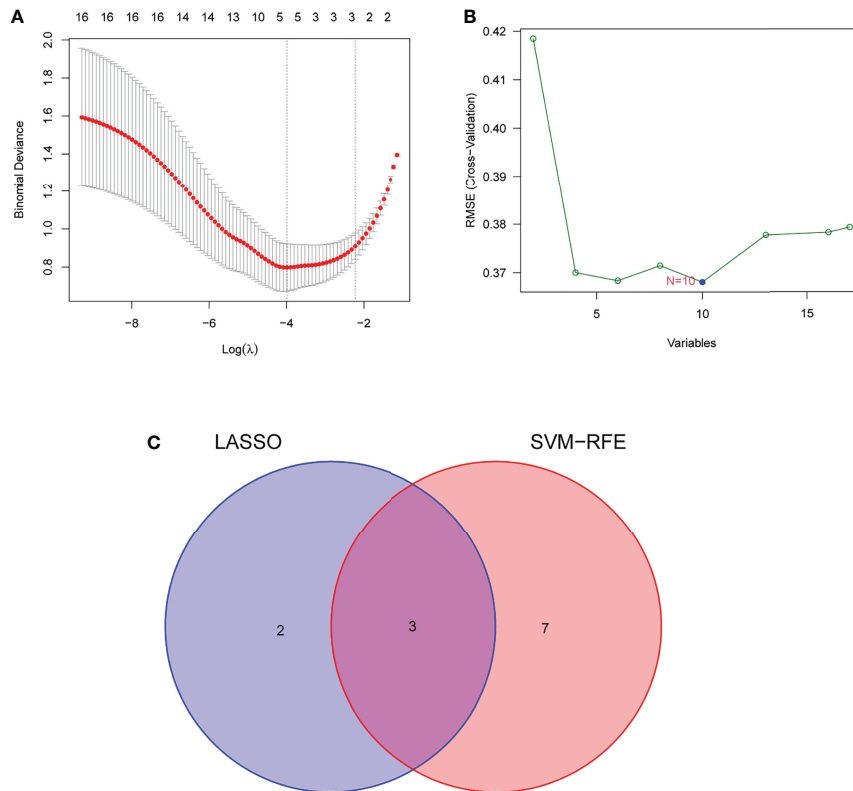 A
16 16 16 16 14 14 13 10 5 5 3 3 3 2 2
2.0
1.8
1.6
1.4
1.2
1.0
0.8
Binomial Deviance
−8 −6 −4 −2
Log(λ)
B
0.42
0.41
0.40
0.39
0.38
0.37
RMSE (Cross−Validation)
N=10
5 10 15
Variables
C
LASSO SVM−RFE
2 3 7